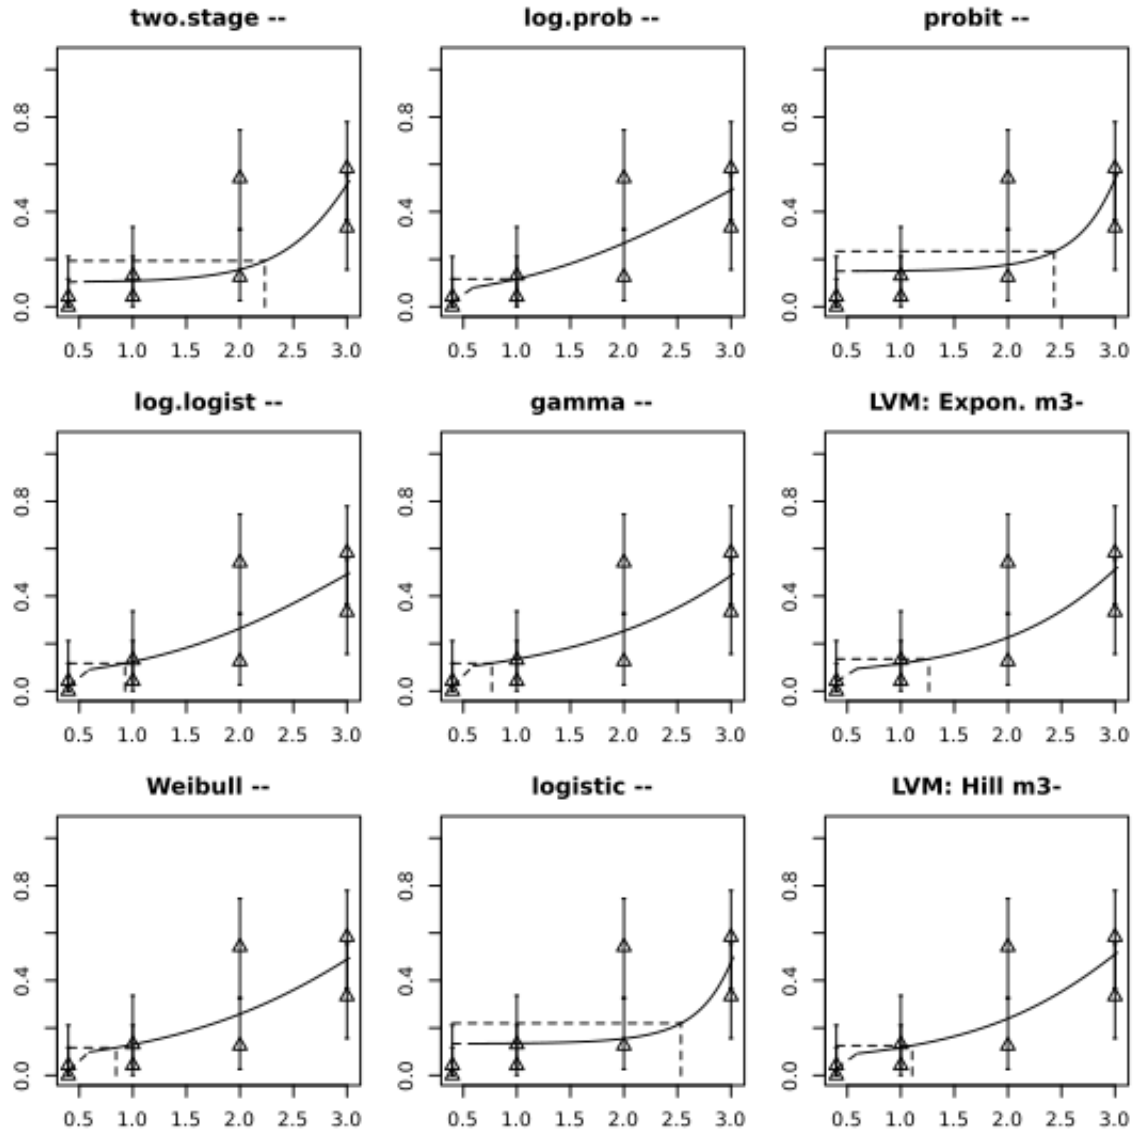 two.stage --
log.prob --
probit --
0.0 0.4 0.8
0.5 1.0 1.5 2.0 2.5 3.0
0.0 0.4 0.8
0.5 1.0 1.5 2.0 2.5 3.0
0.0 0.4 0.8
0.5 1.0 1.5 2.0 2.5 3.0
log.logist --
gamma --
LVM: Expon. m3-
0.0 0.4 0.8
0.5 1.0 1.5 2.0 2.5 3.0
0.0 0.4 0.8
0.5 1.0 1.5 2.0 2.5 3.0
0.0 0.4 0.8
0.5 1.0 1.5 2.0 2.5 3.0
Weibull --
logistic --
LVM: Hill m3-
0.0 0.4 0.8
0.5 1.0 1.5 2.0 2.5 3.0
0.0 0.4 0.8
0.5 1.0 1.5 2.0 2.5 3.0
0.0 0.4 0.8
0.5 1.0 1.5 2.0 2.5 3.0